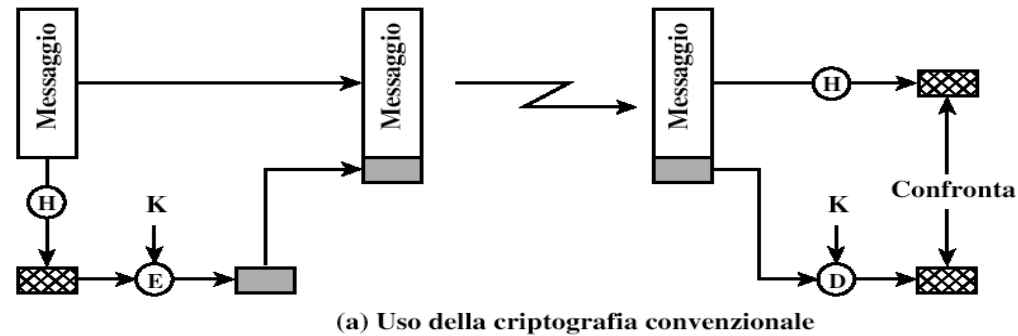 Messaggio
Messaggio
Messaggio
H
H
K
K
Confronta
E
D
(a) Uso della criptografia convenzionale